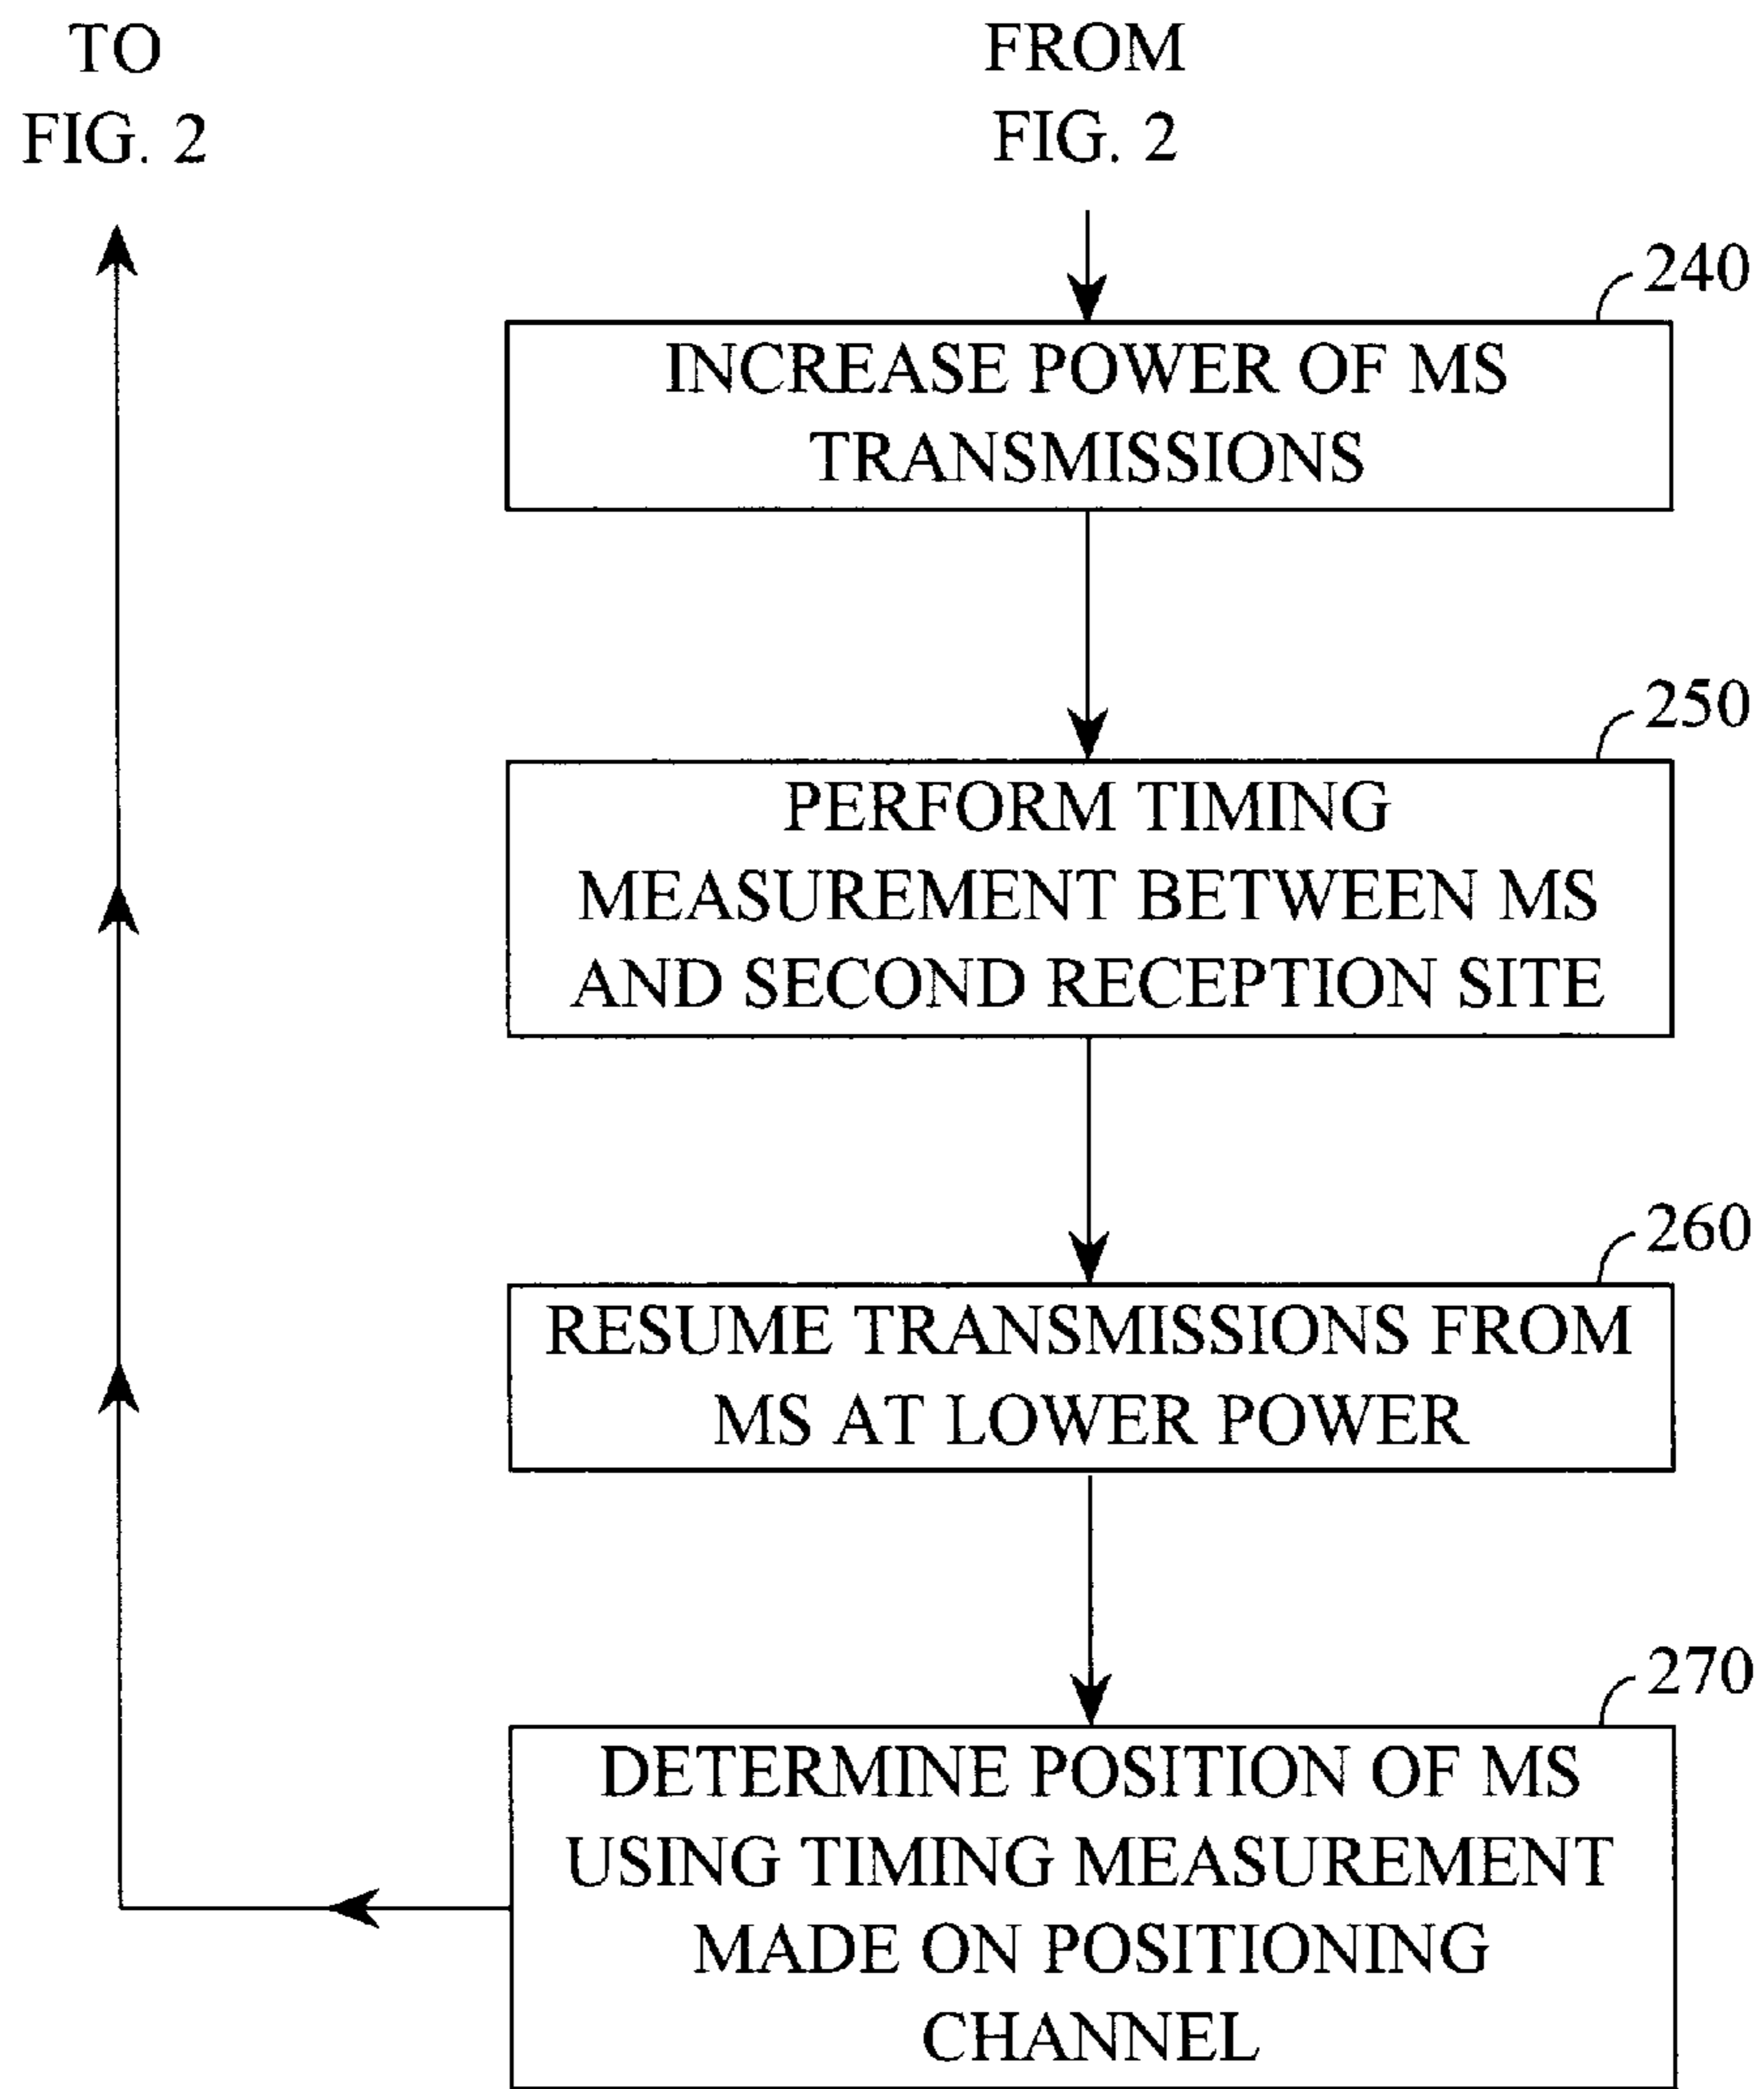 TO
FIG. 2
FROM
FIG. 2
240
INCREASE POWER OF MS
TRANSMISSIONS
250
PERFORM TIMING
MEASUREMENT BETWEEN MS
AND SECOND RECEPTION SITE
260
RESUME TRANSMISSIONS FROM
MS AT LOWER POWER
270
DETERMINE POSITION OF MS
USING TIMING MEASUREMENT
MADE ON POSITIONING
CHANNEL